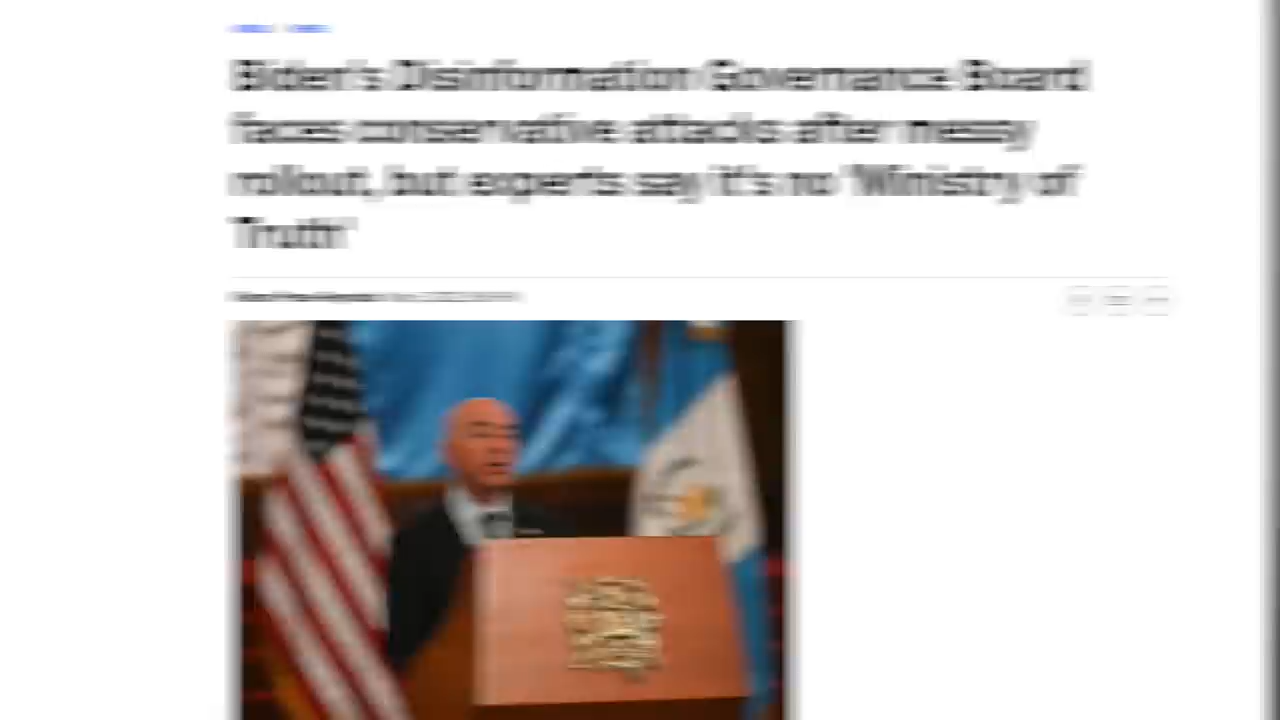 Biden's Disinformation Governance Board
faces conservative attacks after messy
rollout, but experts say it's no 'Ministry of
Truth'